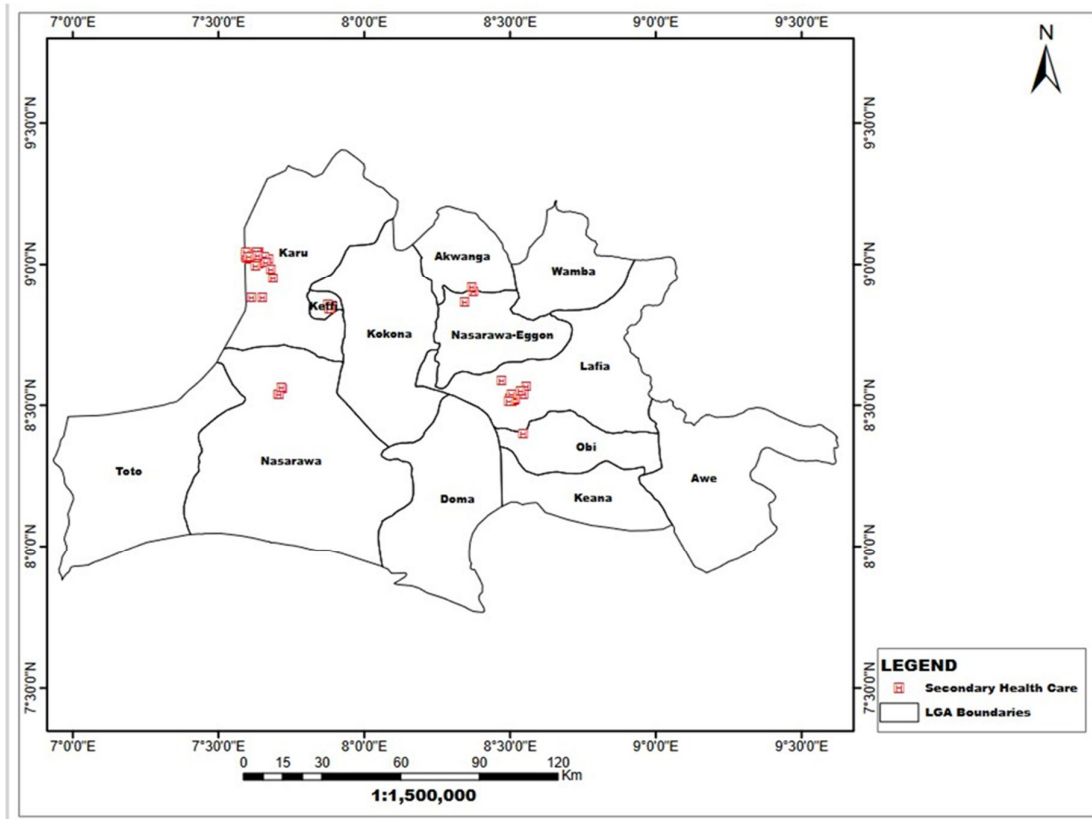 7°0'0"E 7°30'0"E 8°0'0"E 8°30'0"E 9°0'0"E 9°30'0"E
N
9°30'0"N
9°30'0"N
Karu
Akwanga
Wamba
9°0'0"N
9°0'0"N
Keffi
Kokona
Nasarawa-Eggon
Lafia
8°30'0"N
8°30'0"N
Toto
Nasarawa
Obi
Awe
Doma
Keana
8°0'0"N
8°0'0"N
LEGEND
H Secondary Health Care
LGA Boundaries
7°30'0"N
7°30'0"N
7°0'0"E 7°30'0"E 8°0'0"E 8°30'0"E 9°0'0"E 9°30'0"E
0 15 30 60 90 120
Km
1:1,500,000